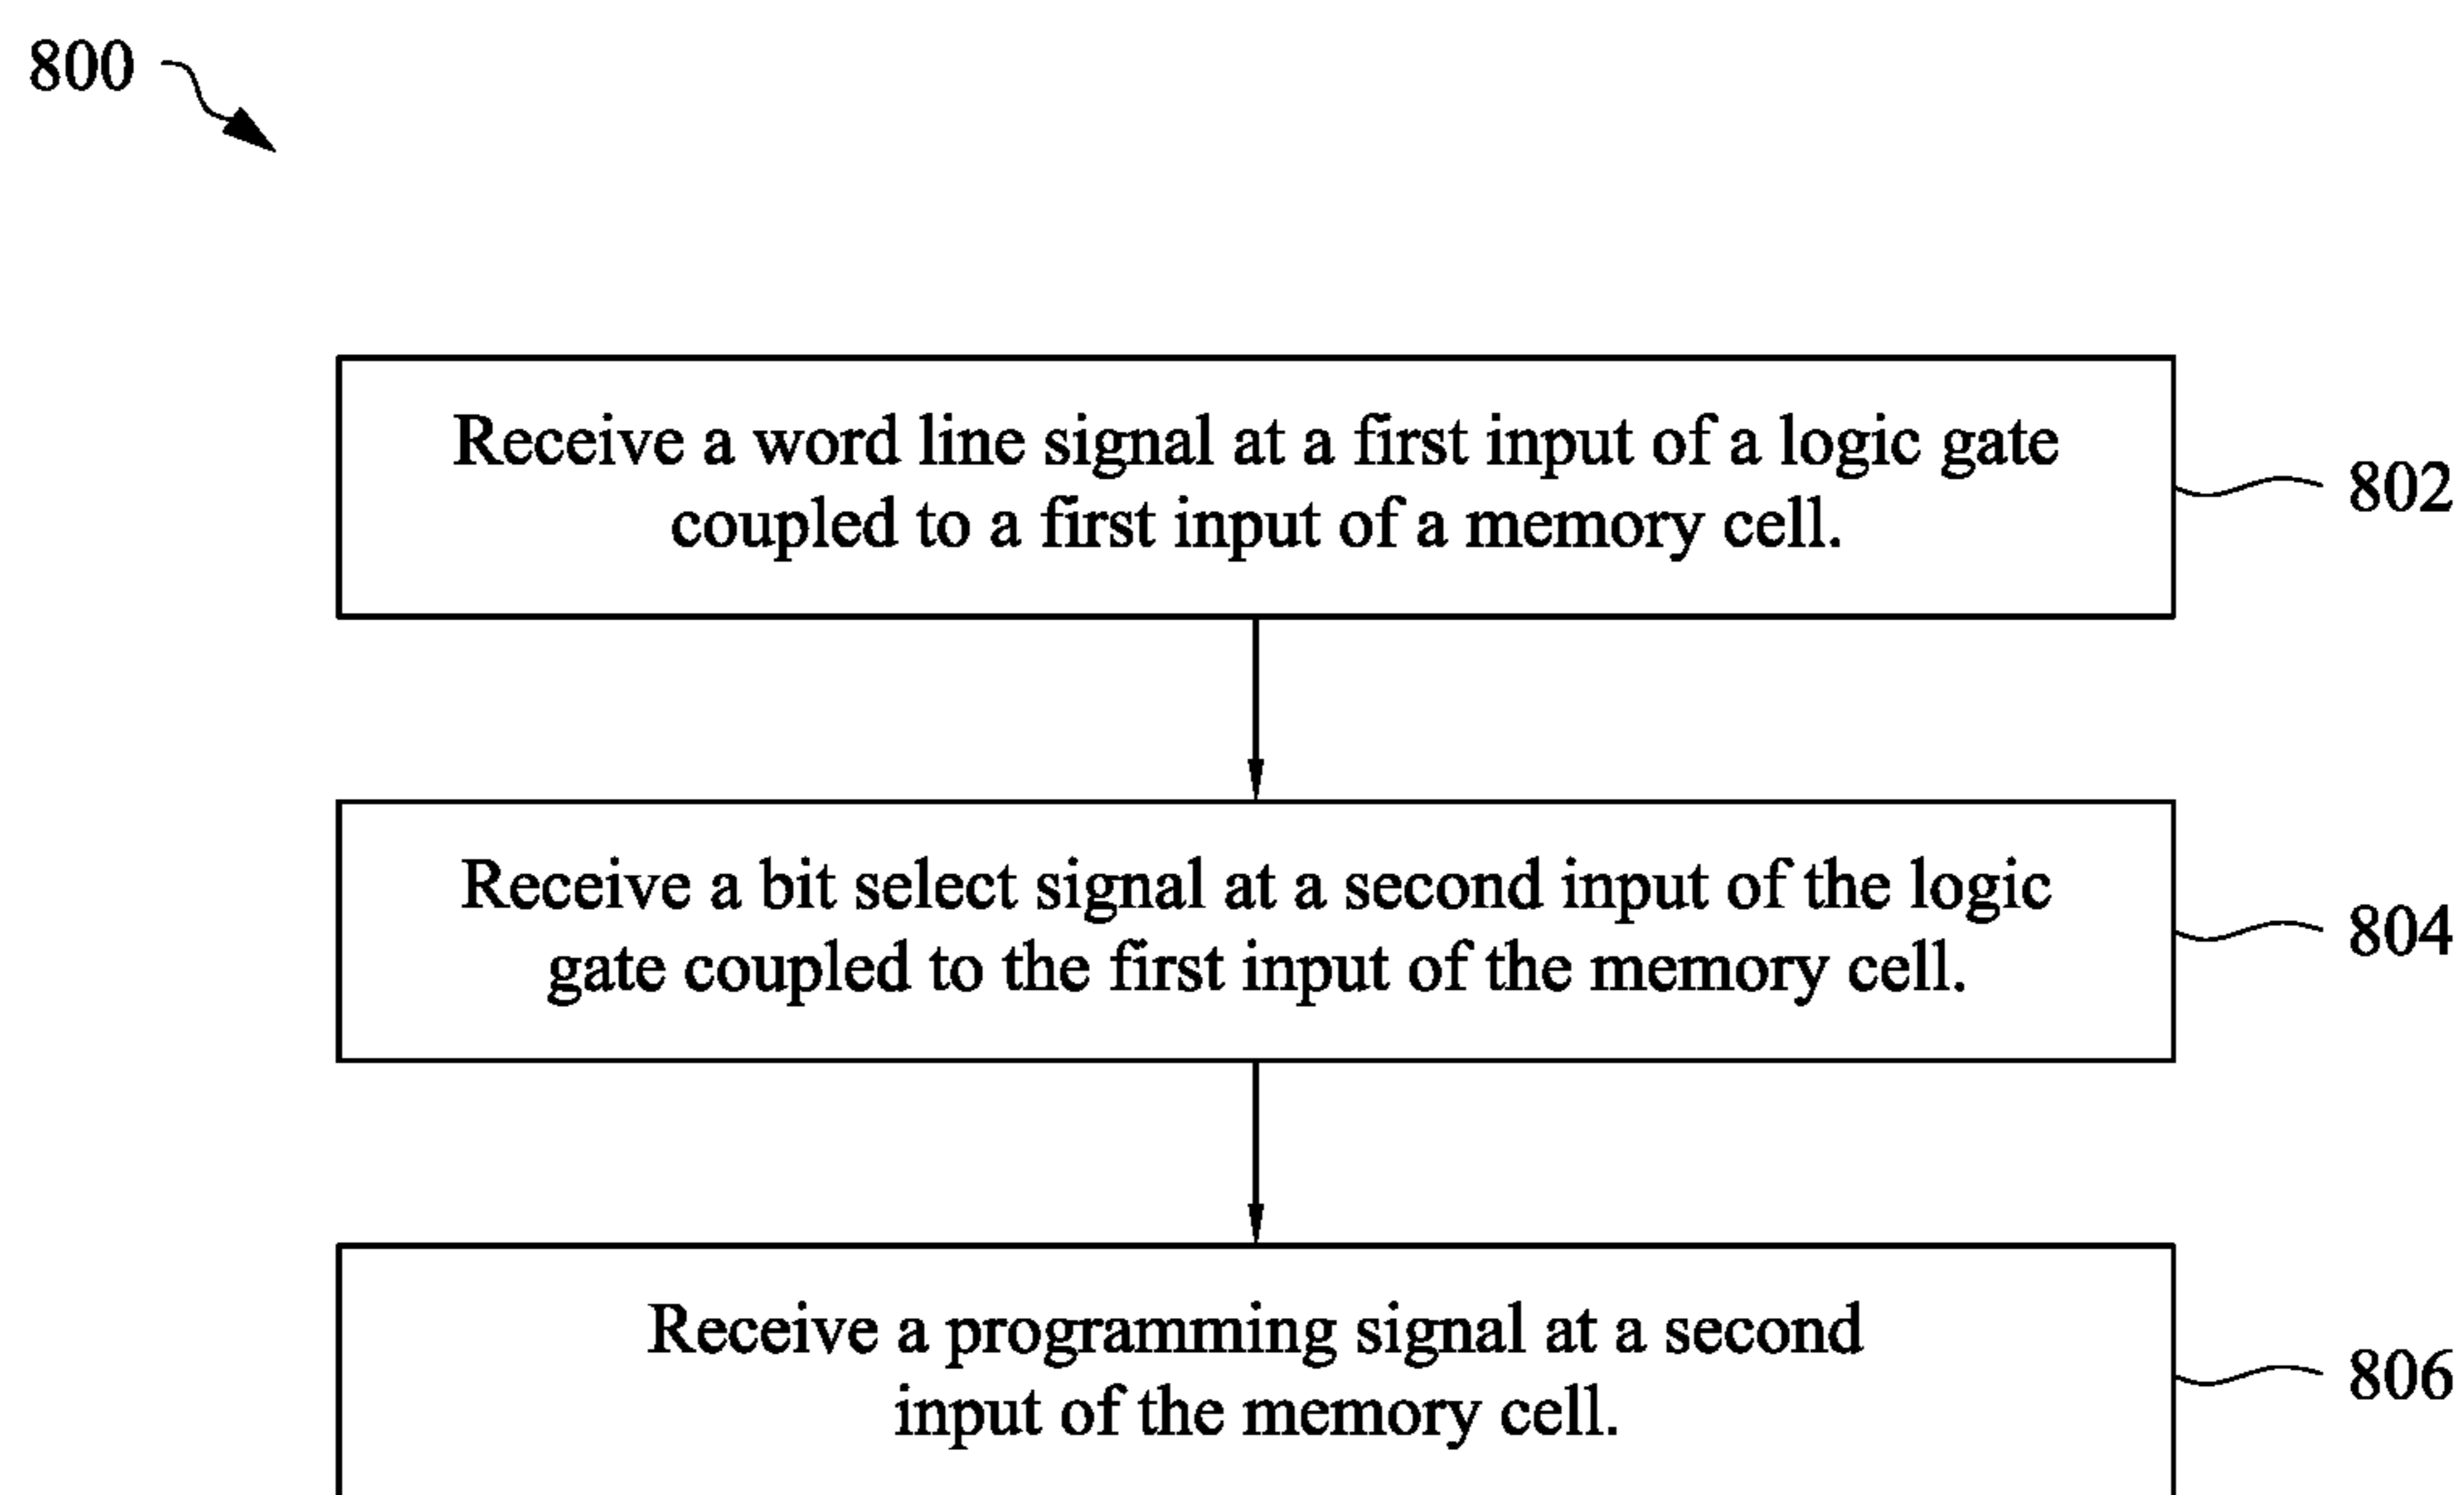 800
Receive a word line signal at a first input of a logic gate
coupled to a first input of a memory cell.
802
Receive a bit select signal at a second input of the logic
gate coupled to the first input of the memory cell.
804
Receive a programming signal at a second
input of the memory cell.
806